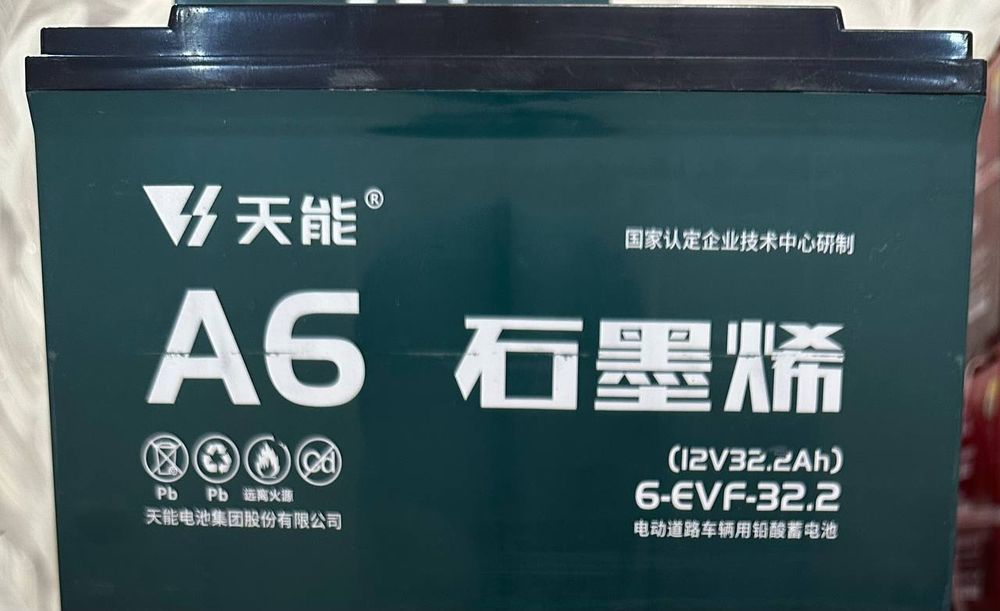 天能®
国家认定企业技术中心研制
A6 石墨烯
Cd
Pb Pb 远离火源
天能电池集团股份有限公司
(12V32.2Ah)
6-EVF-32.2
电动道路车辆用铅酸蓄电池